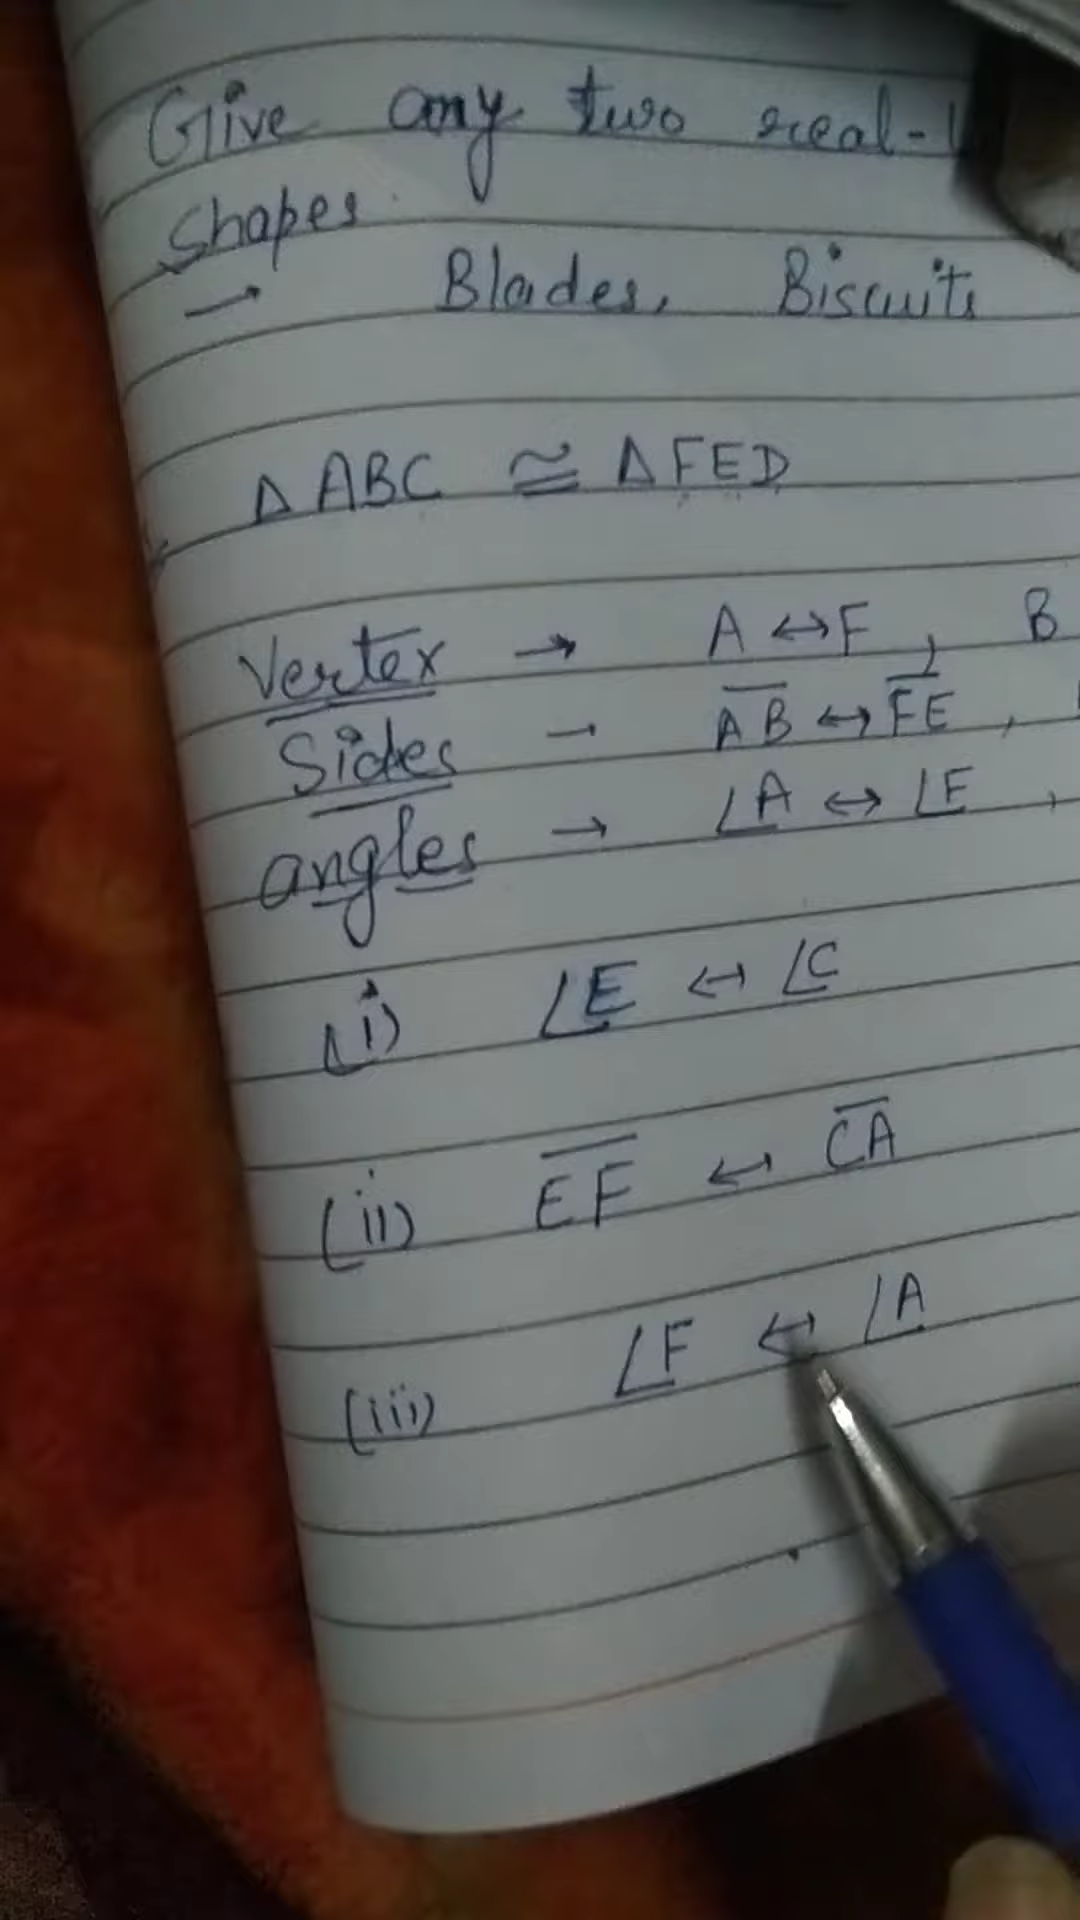 Give any two real-
shapes.
→ Blades, Biscuits
Δ ABC ≅ Δ FED
Vertex → A ↔ F , B
Sides → AB ↔ FE ,
angles → ∠A ↔ ∠F ,
(i) ∠E ↔ ∠C
(ii) EF ↔ CA
(iii) ∠F ↔ ∠A